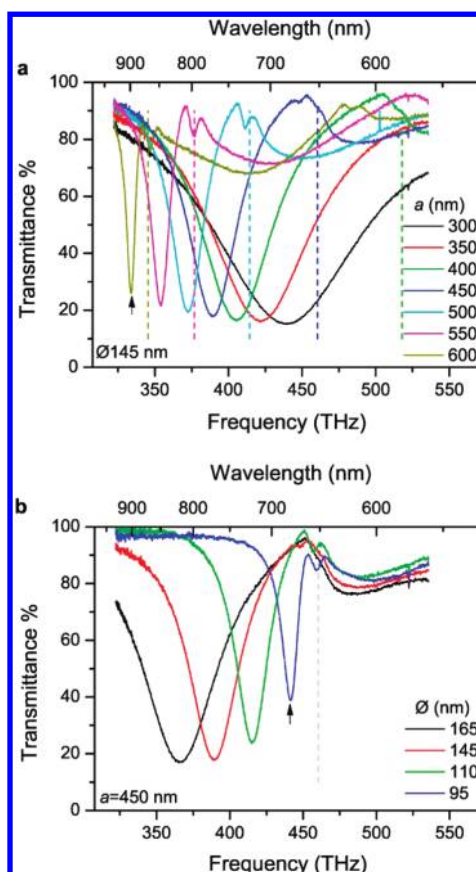 Wavelength (nm)
900 800 700 600
a
100
80
60
40
20
0
Transmittance %
a (nm)
300
350
400
450
500
550
600
Ø145 nm
350 400 450 500 550
Frequency (THz)
Wavelength (nm)
b
900 800 700 600
100
80
60
40
20
0
Transmittance %
Ø (nm)
165
145
110
95
a=450 nm
350 400 450 500 550
Frequency (THz)